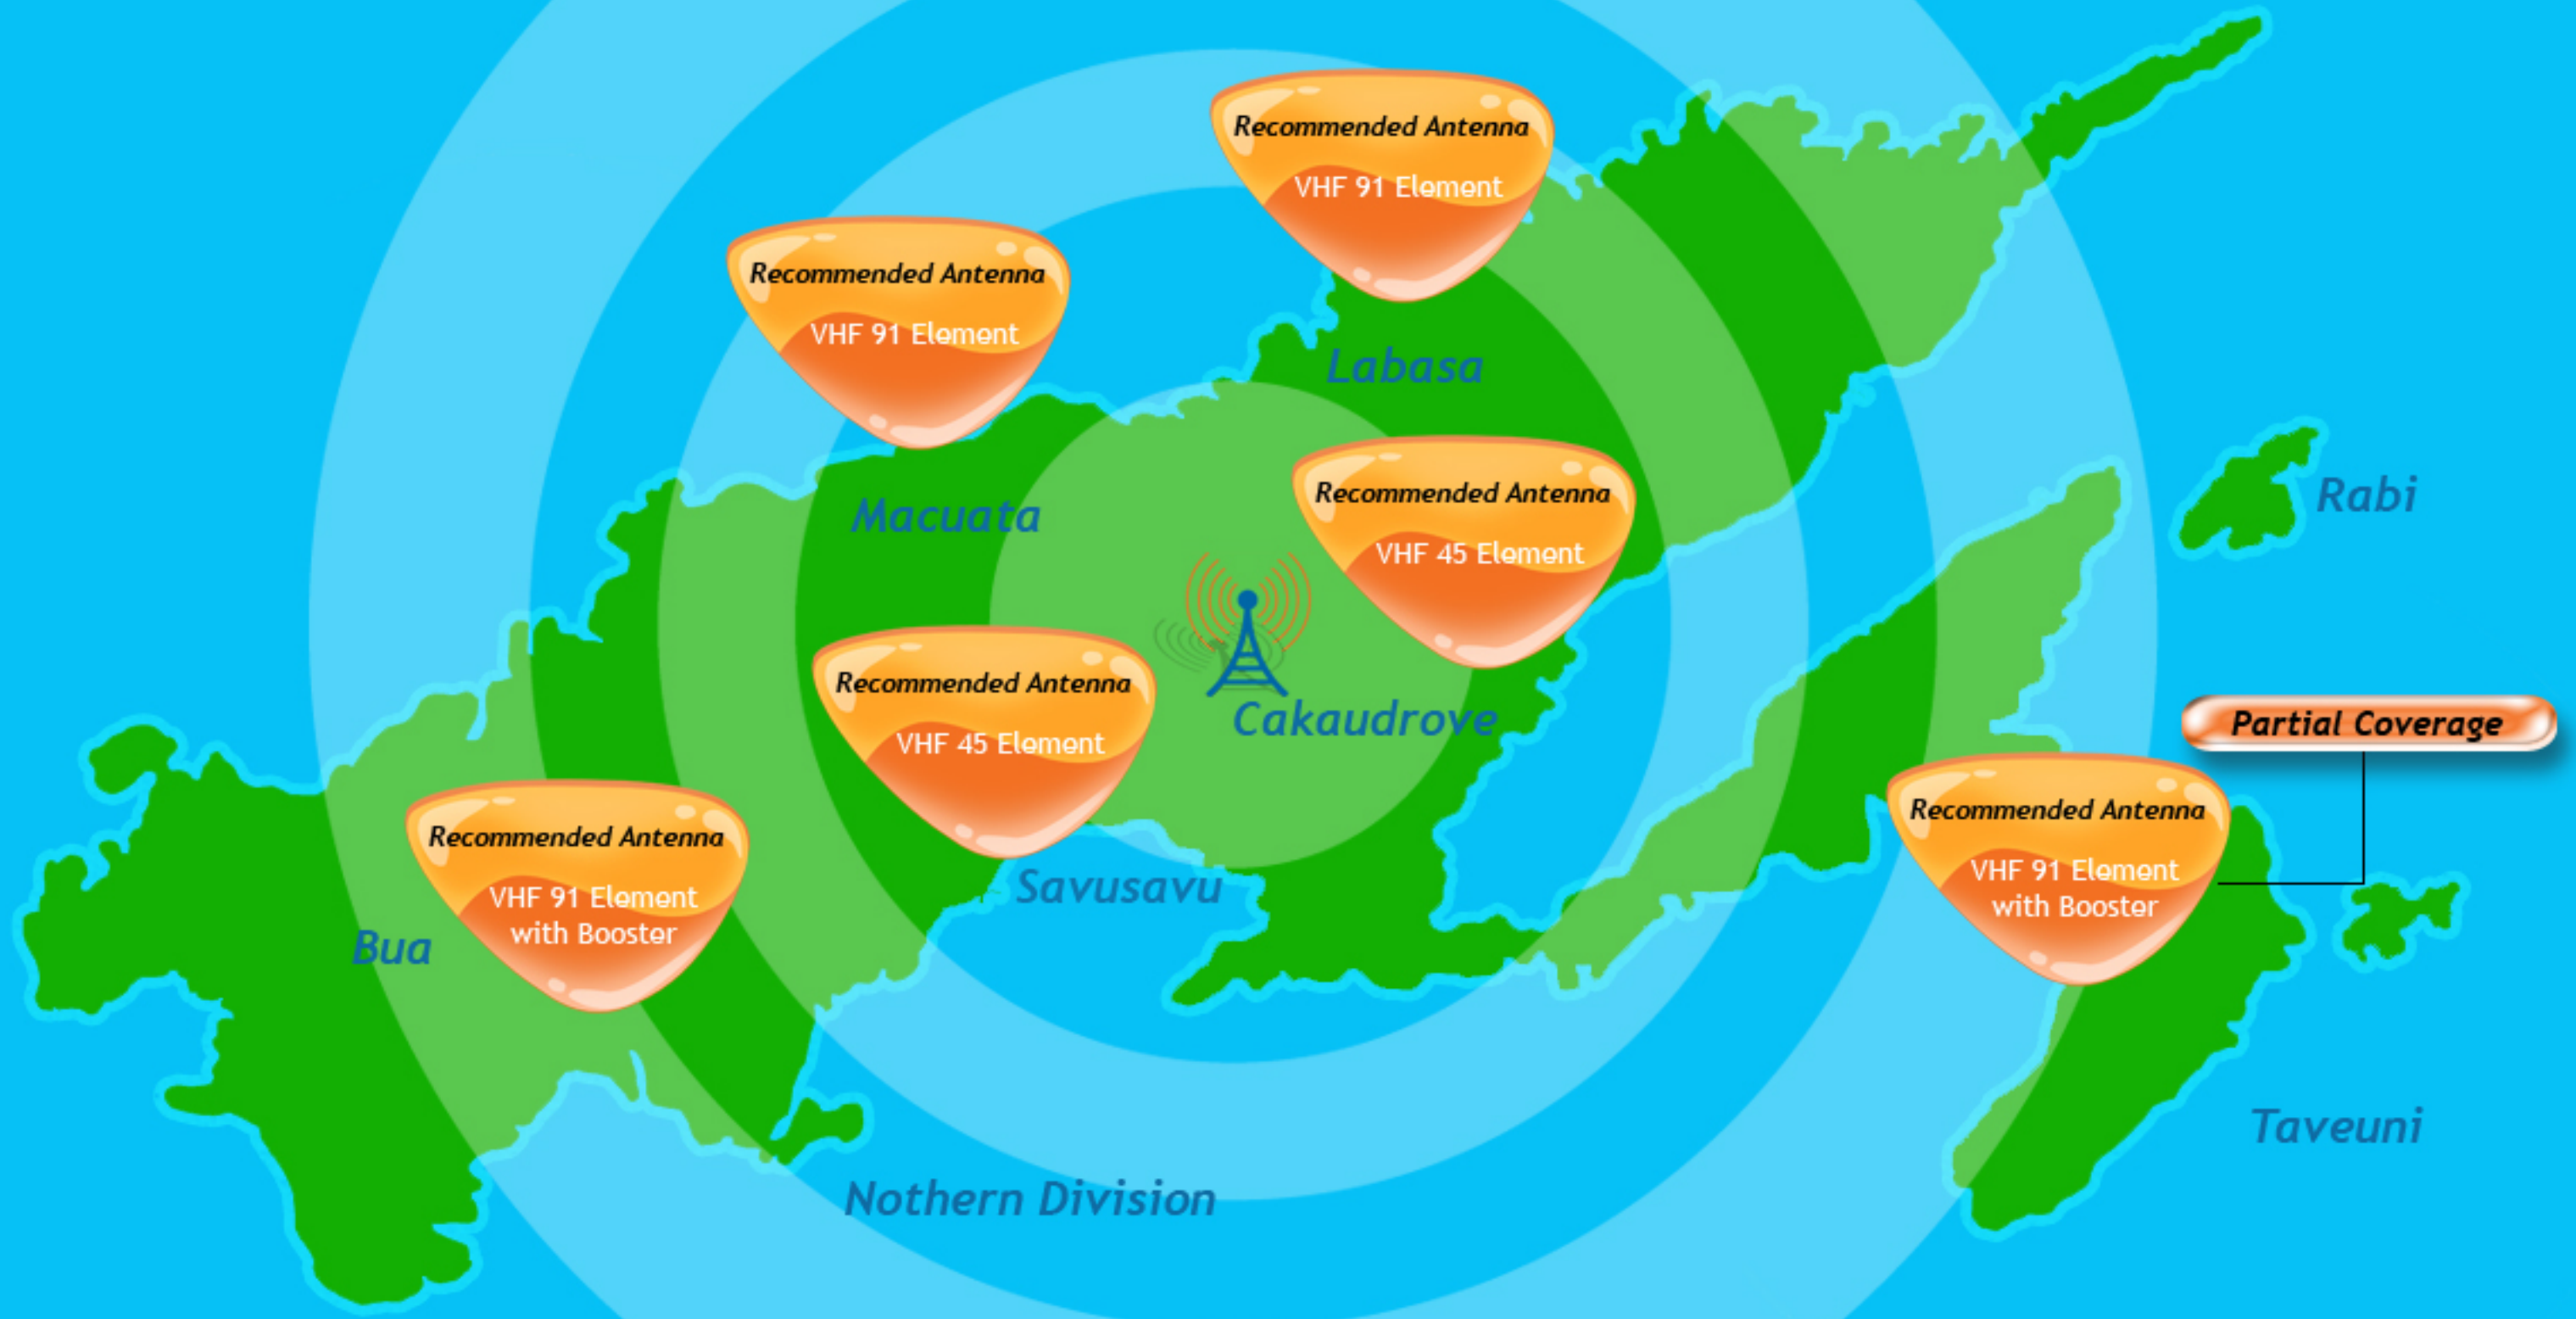 Recommended Antenna
VHF 91 Element
Recommended Antenna
VHF 91 Element
Labasa
Macuata
Recommended Antenna
VHF 45 Element
Rabi
Recommended Antenna
VHF 45 Element
Cakaudrove
Partial Coverage
Recommended Antenna
VHF 91 Element
with Booster
Recommended Antenna
VHF 91 Element
with Booster
Savusavu
Bua
Taveuni
Nothern Division